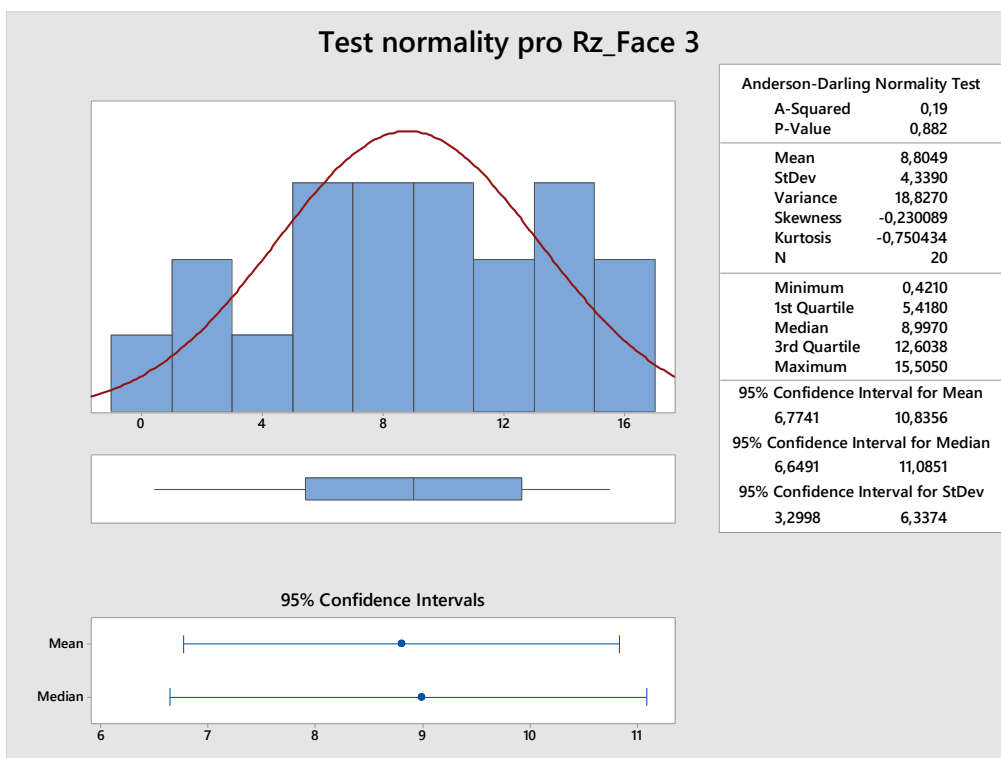 Test normality pro Rz_Face 3
Anderson-Darling Normality Test
A-Squared 0,19
P-Value 0,882
Mean 8,8049
StDev 4,3390
Variance 18,8270
Skewness -0,230089
Kurtosis -0,750434
N 20
Minimum 0,4210
1st Quartile 5,4180
Median 8,9970
3rd Quartile 12,6038
Maximum 15,5050
95% Confidence Interval for Mean
6,7741 10,8356
95% Confidence Interval for Median
6,6491 11,0851
95% Confidence Interval for StDev
3,2998 6,3374
0 4 8 12 16
95% Confidence Intervals
Mean
Median
6 7 8 9 10 11